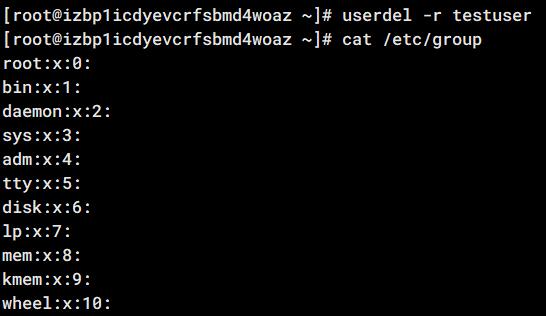 [root@izbp1icdyevcrfsbmd4woaz ~]# userdel -r testuser
[root@izbp1icdyevcrfsbmd4woaz ~]# cat /etc/group
root:x:0:
bin:x:1:
daemon:x:2:
sys:x:3:
adm:x:4:
tty:x:5:
disk:x:6:
lp:x:7:
mem:x:8:
kmem:x:9:
wheel:x:10: